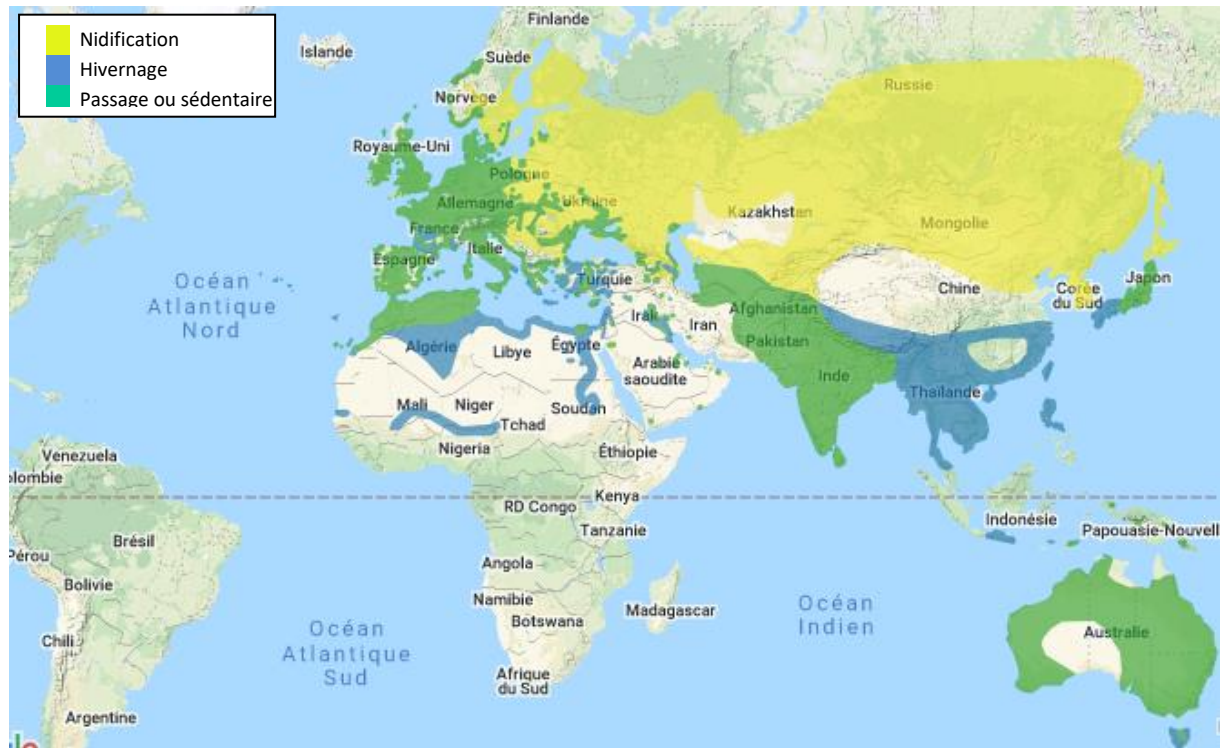 Nidification
Hivernage
Passage ou sédentaire
Finlande
Islande
Suède
Russie
Norvège
Royaume-Uni
Pologne
Allemagne
Ukraine
Kazakhstan
Mongolie
France
Italie
Espagne
Turquie
Chine
Corée
du Sud
Japon
Océan
Atlantique
Nord
Afghanistan
Irak
Iran
Algérie
Libye
Égypte
Pakistan
Arabie
saoudite
Inde
Thaïlande
Mali
Niger
Tchad
Soudan
Nigeria
Éthiopie
Venezuela
olombie
Kenya
RD Congo
Indonésie
Tanzanie
Papouasie-Nouvell
Pérou
Brésil
Angola
Bolivie
Namibie
Madagascar
Botswana
Océan
Indien
Océan
Atlantique
Sud
Australie
Chili
Afrique
du Sud
Argentine